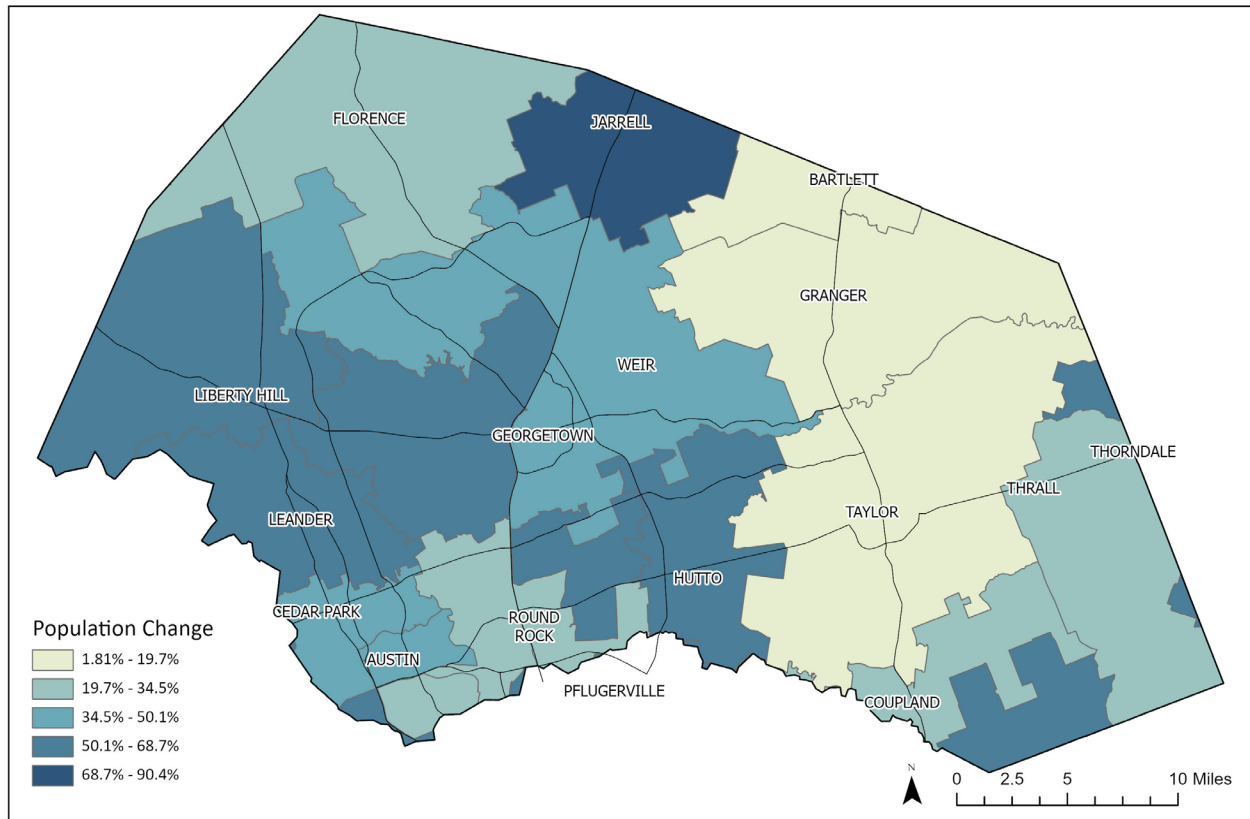 FLORENCE
JARRELL
BARTLETT
GRANGER
WEIR
LIBERTY HILL
GEORGETOWN
THORNDALE
THRALL
LEANDER
TAYLOR
HUTTO
CEDAR PARK
ROUND
ROCK
AUSTIN
PFLUGERVILLE
COUPLAND
Population Change
1.81% - 19.7%
19.7% - 34.5%
34.5% - 50.1%
50.1% - 68.7%
68.7% - 90.4%
N
0 2.5 5 10 Miles